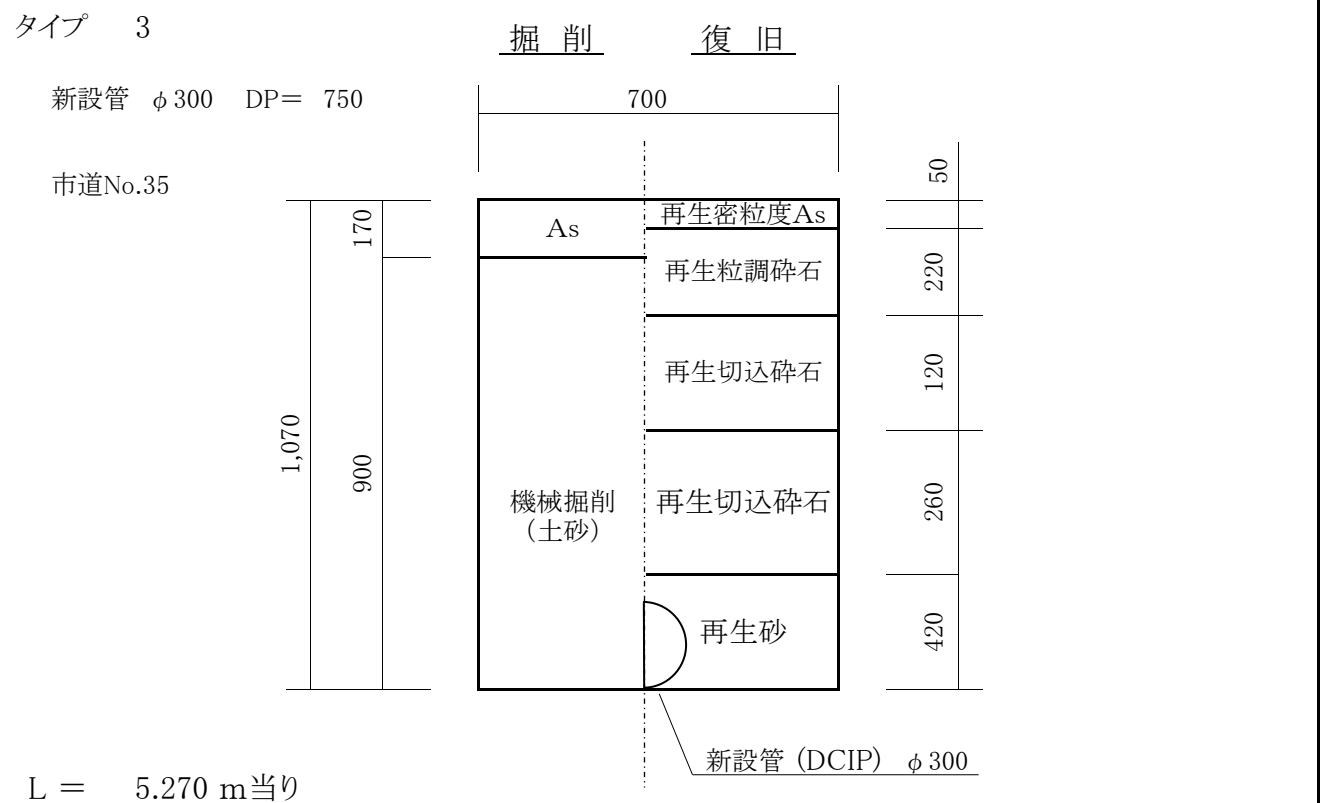 タイプ 3
掘 削 復 旧
新設管 φ300 DP= 750
700
市道No.35
50
170
As
再生密粒度As
220
再生粒調砕石
120
再生切込砕石
1,070
900
機械掘削
(土砂)
再生切込砕石
260
再生砂
420
新設管 (DCIP) φ300
L = 5.270 m当り